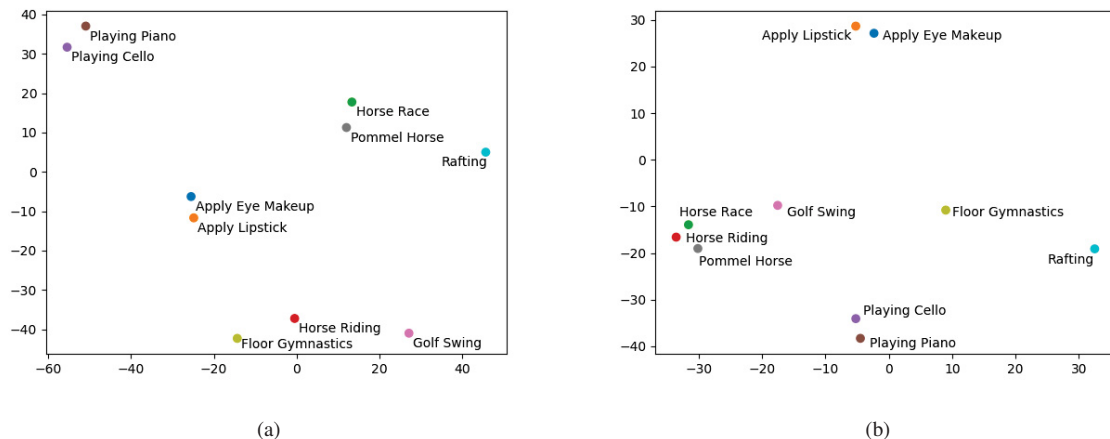 40
30
20
10
0
−10
−20
−30
−40
−60
−40
−20
0
20
40
Playing Piano
Playing Cello
Horse Race
Pommel Horse
Rafting
Apply Eye Makeup
Apply Lipstick
Horse Riding
Floor Gymnastics
Golf Swing
(a)
30
20
10
0
−10
−20
−30
−40
−30
−20
−10
0
10
20
30
Apply Lipstick
Apply Eye Makeup
Horse Race
Golf Swing
Floor Gymnastics
Horse Riding
Pommel Horse
Rafting
Playing Cello
Playing Piano
(b)